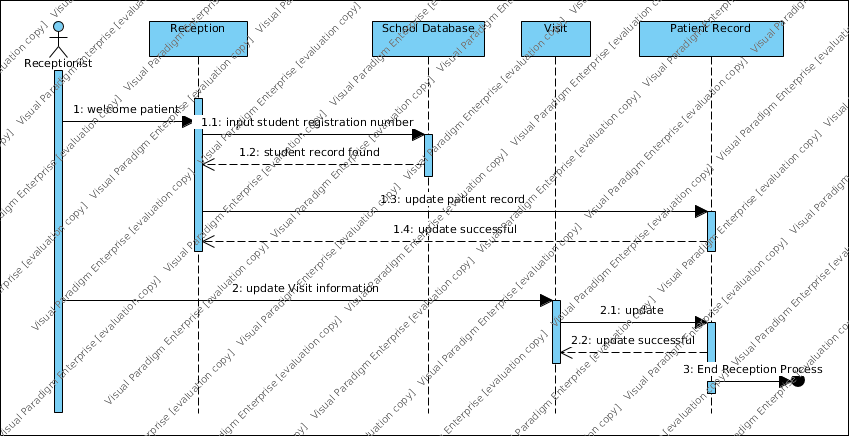 Reception
School Database
Visit
Patient Record
Receptionist
1: welcome patient
1.1: input student registration number
1.2: student record found
1.3: update patient record
1.4: update successful
2: update Visit information
2.1: update
2.2: update successful
3: End Reception Process
Visual Paradigm Enterprise [evaluation copy]